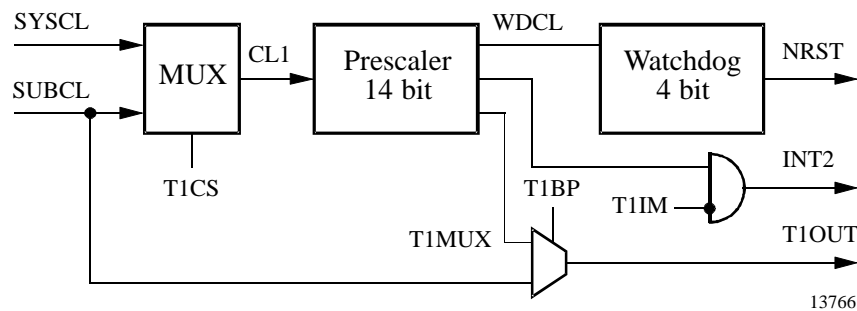 SYSCL
SUBCL
MUX
T1CS
CL1
Prescaler
14 bit
WDCL
Watchdog
4 bit
NRST
INT2
T1BP
T1IM
T1MUX
T1OUT
13766